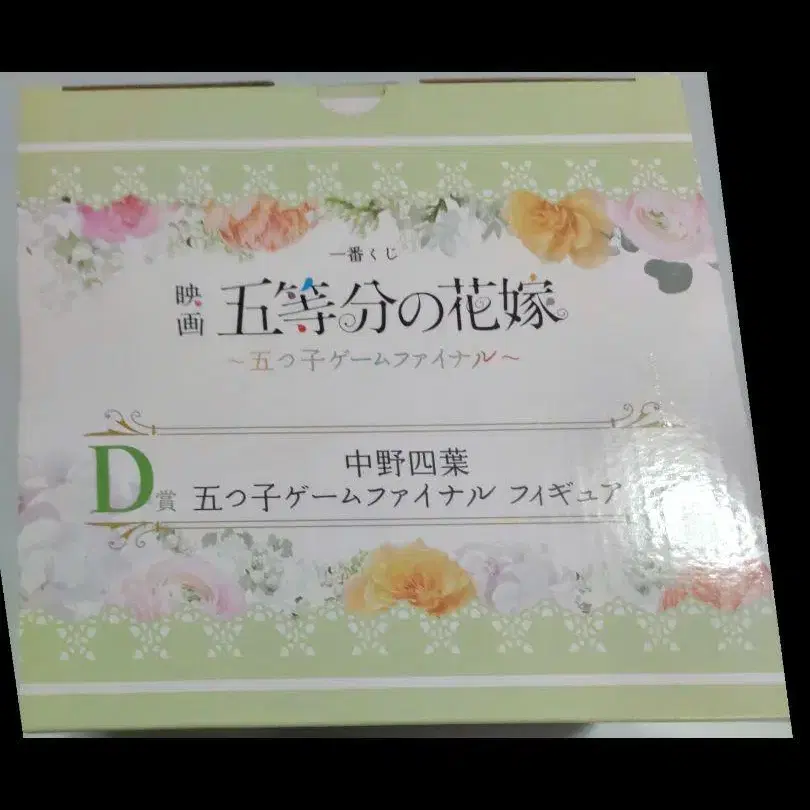 一番くじ
映画 五等分の花嫁
～五つ子ゲームファイナル～
D賞 中野四葉
五つ子ゲームファイナル フィギュア